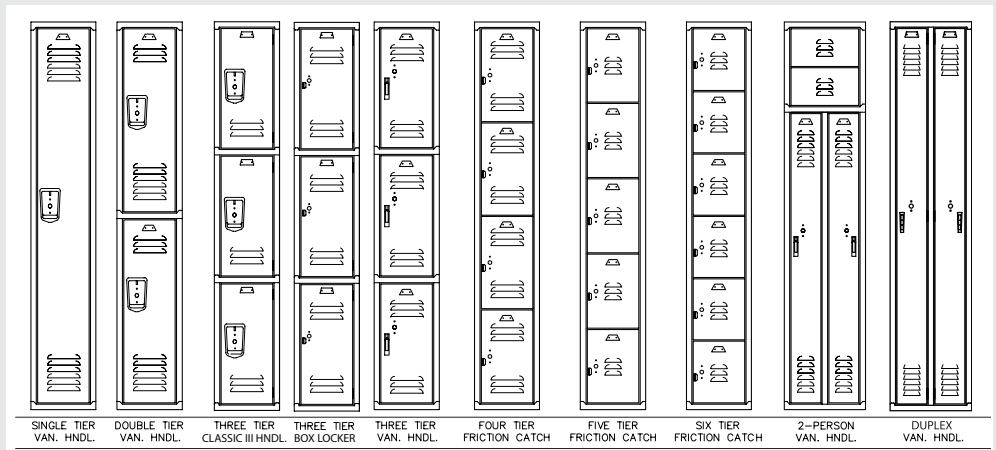 SINGLE TIER
VAN. HNDL.
DOUBLE TIER
VAN. HNDL.
THREE TIER
CLASSIC III HNDL.
THREE TIER
BOX LOCKER
THREE TIER
VAN. HNDL.
FOUR TIER
FRICTION CATCH
FIVE TIER
FRICTION CATCH
SIX TIER
FRICTION CATCH
2-PERSON
VAN. HNDL.
DUPLEX
VAN. HNDL.